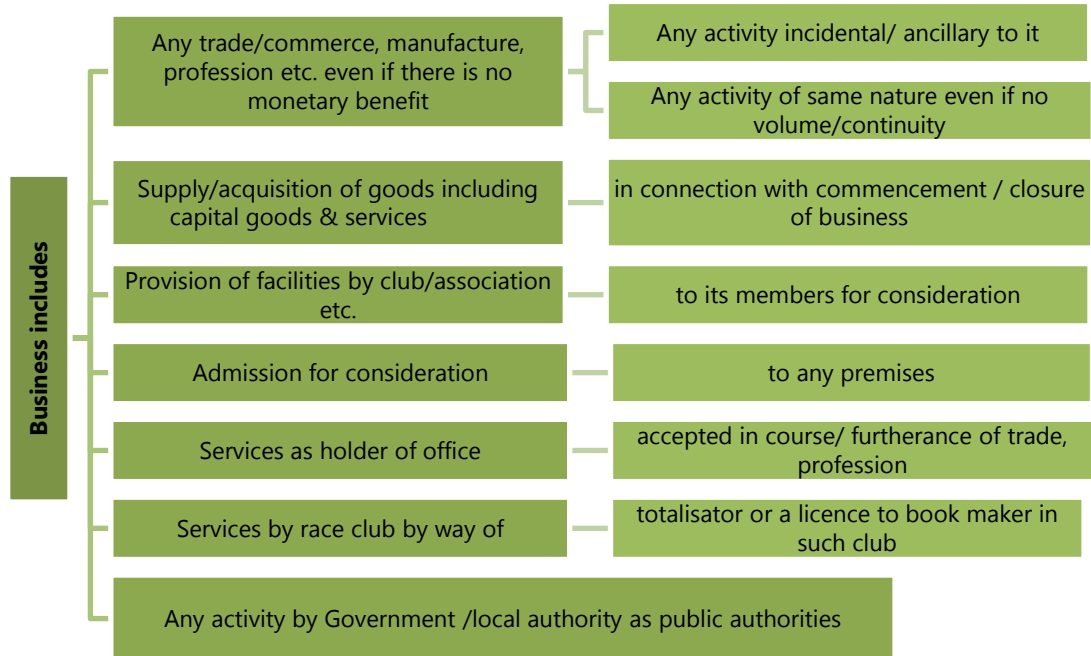 Business includes
Any trade/commerce, manufacture,
profession etc. even if there is no
monetary benefit
Any activity incidental/ ancillary to it
Any activity of same nature even if no
volume/continuity
Supply/acquisition of goods including
capital goods & services
in connection with commencement / closure
of business
Provision of facilities by club/association
etc.
to its members for consideration
Admission for consideration
to any premises
Services as holder of office
accepted in course/ furtherance of trade,
profession
Services by race club by way of
totalisator or a licence to book maker in
such club
Any activity by Government /local authority as public authorities